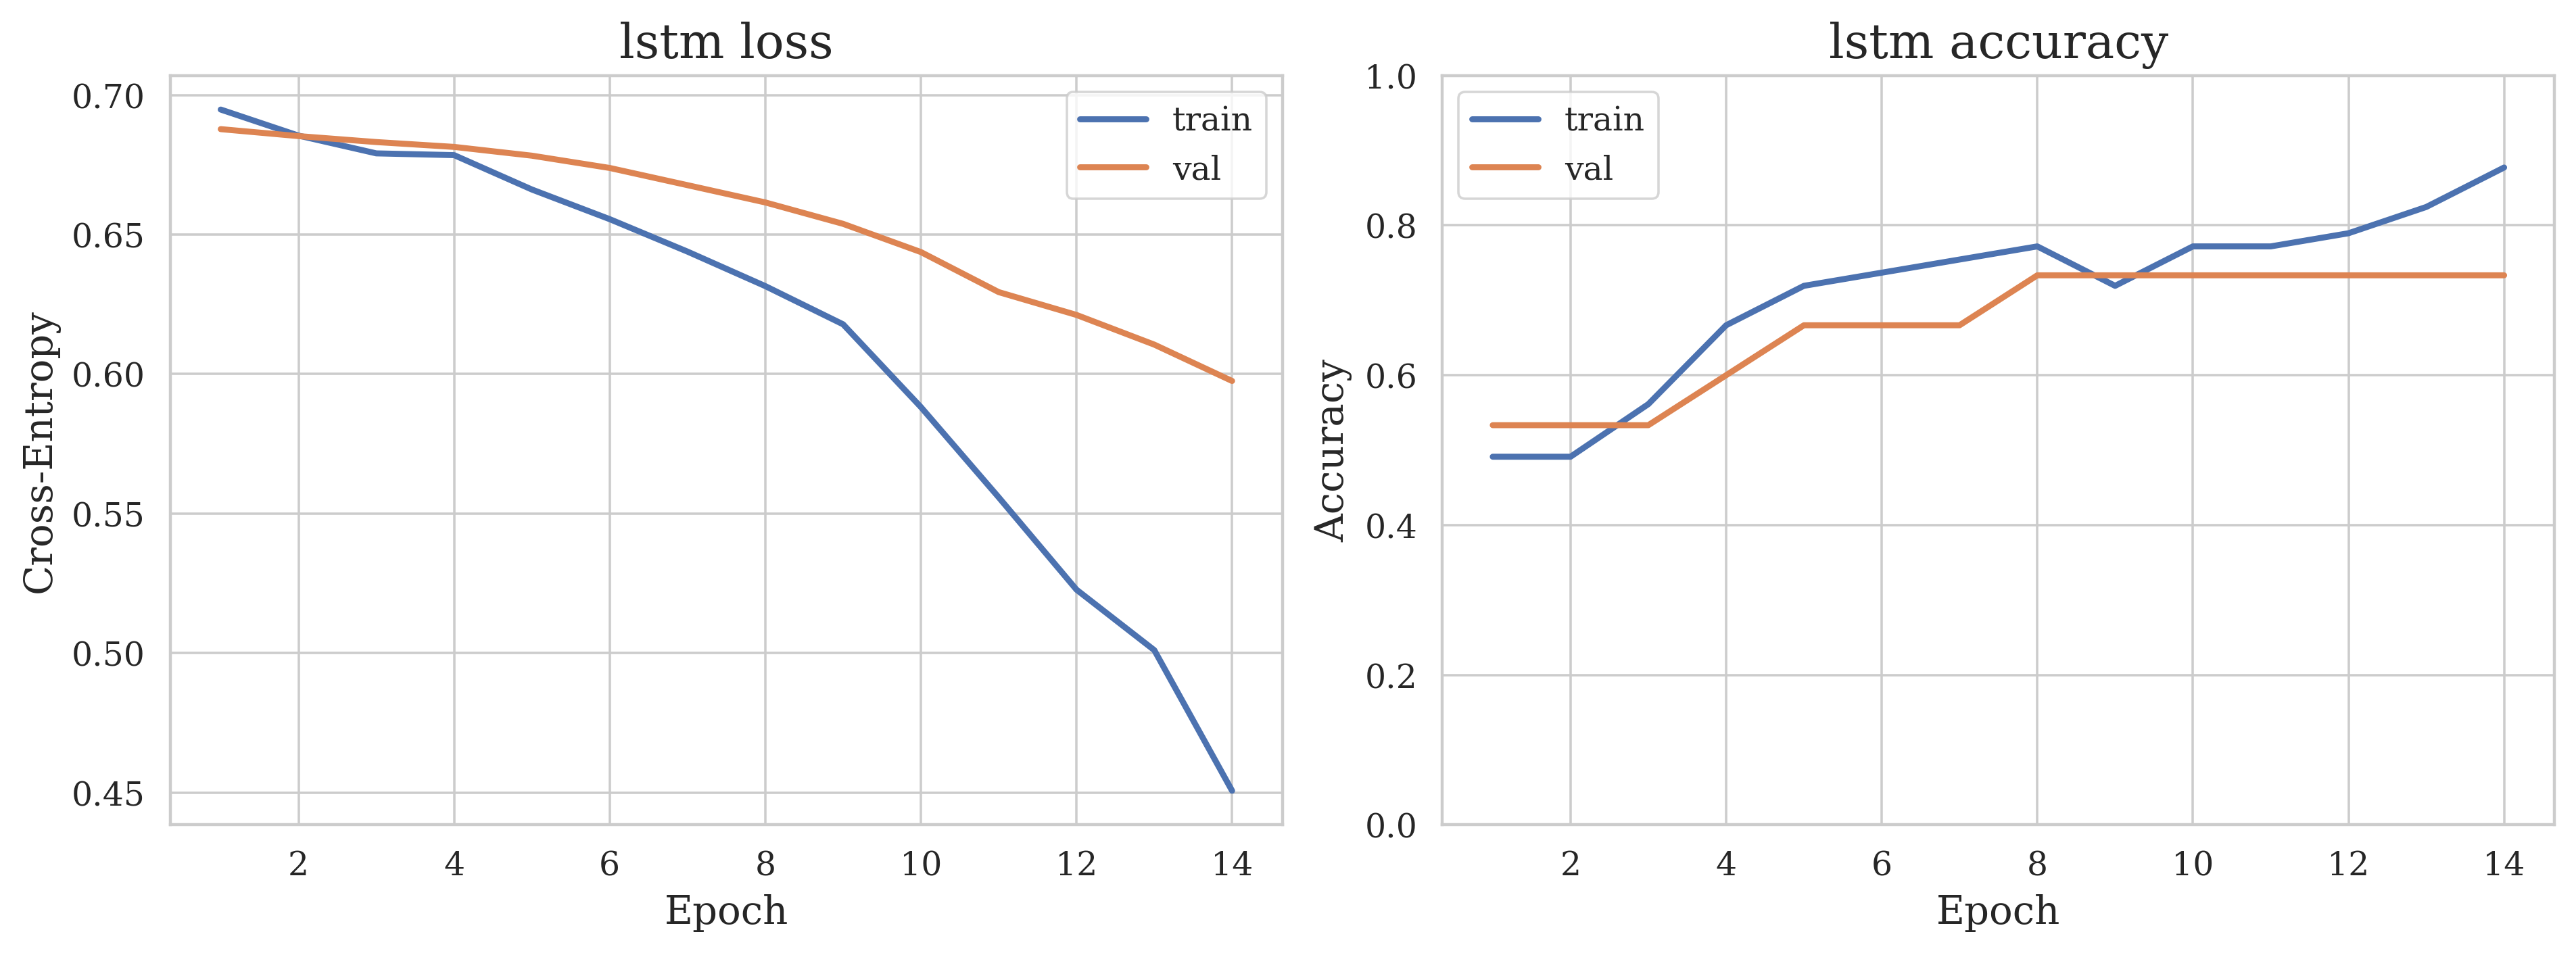 lstm loss
0.70
0.65
0.60
0.55
0.50
0.45
Cross-Entropy
train
val
2 4 6 8 10 12 14
Epoch
lstm accuracy
1.0
0.8
0.6
0.4
0.2
0.0
Accuracy
train
val
2 4 6 8 10 12 14
Epoch